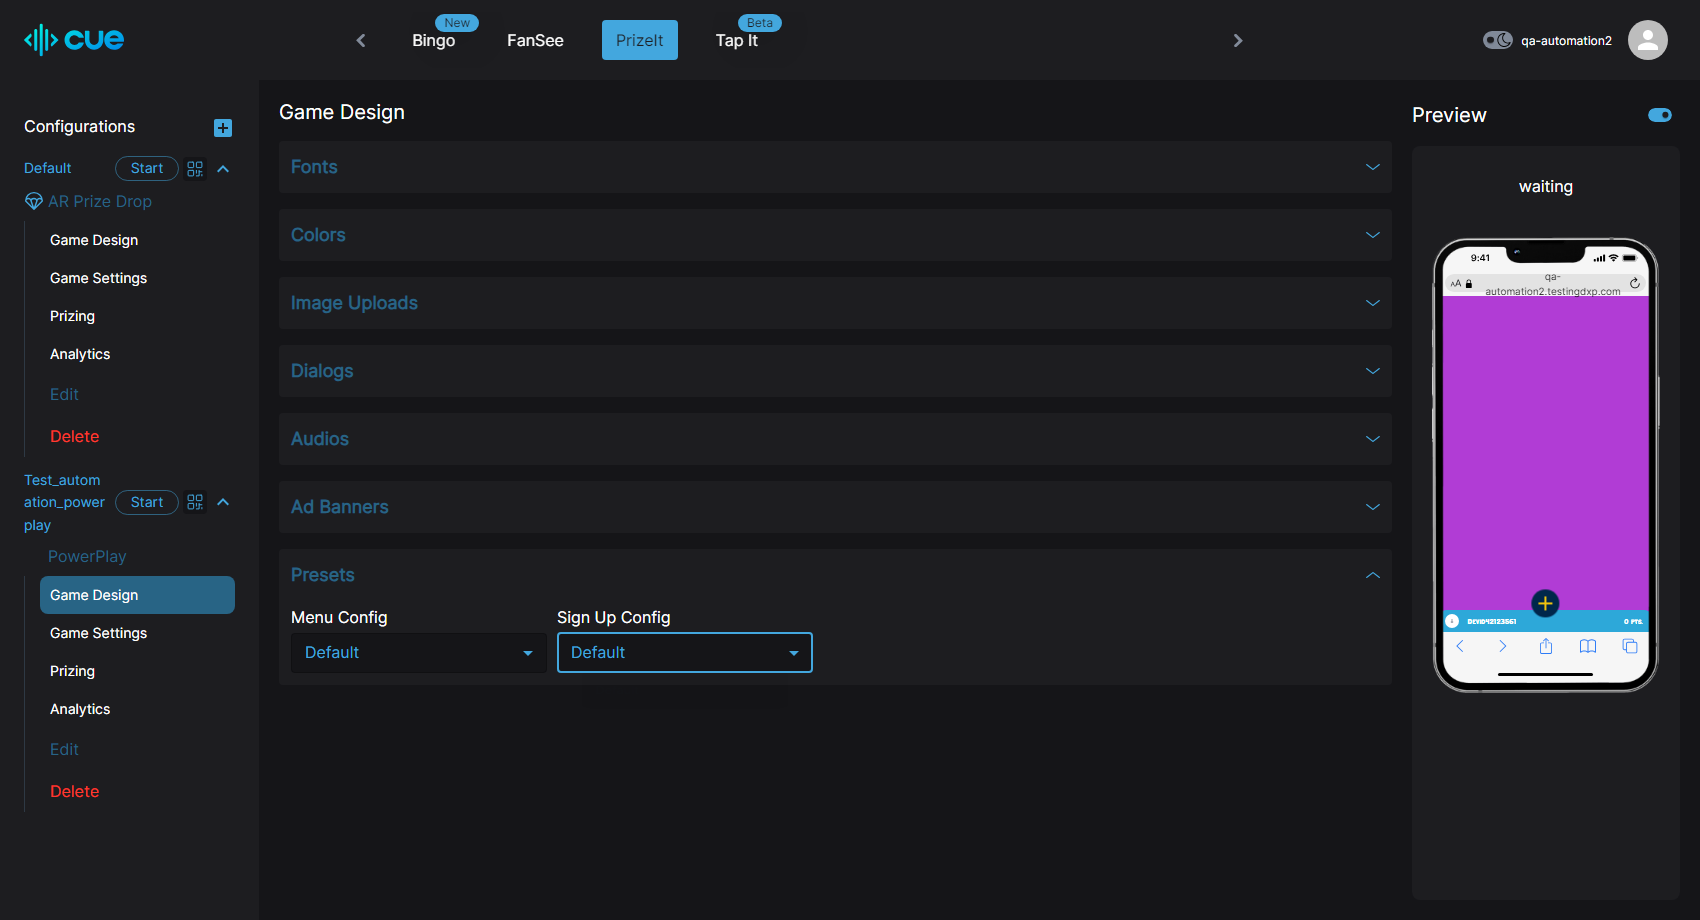 cue
New
Bingo
FanSee
PrizeIt
Beta
Tap It
qa-automation2
Configurations
Default
Start
AR Prize Drop
Game Design
Game Settings
Prizing
Analytics
Edit
Delete
Test_autom
ation_power
play
Start
PowerPlay
Game Design
Game Settings
Prizing
Analytics
Edit
Delete
Game Design
Fonts
Colors
Image Uploads
Dialogs
Audios
Ad Banners
Presets
Menu Config
Sign Up Config
Default
Default
Preview
waiting
9:41
AA
qa-
automation2.testingdxp.com
0 PTS.